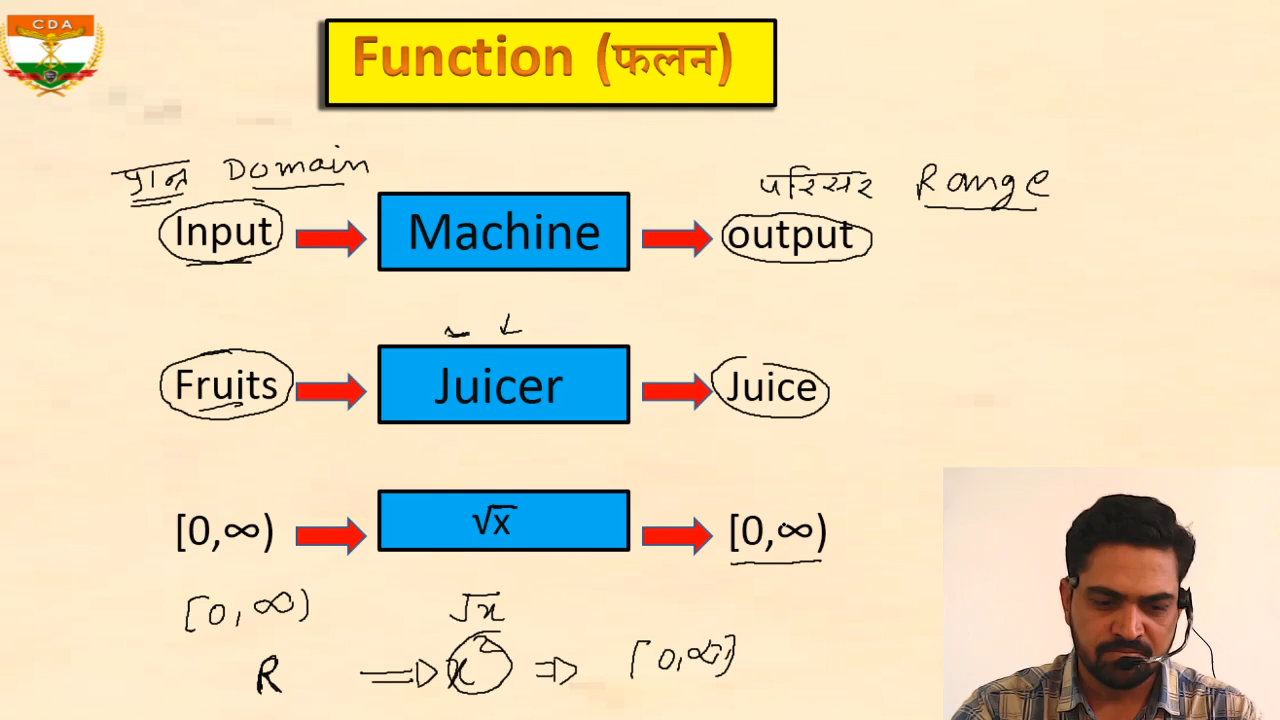 CDA
Function (फलन)
प्रान्त Domain
परिसर Range
Input Machine output
Fruits Juicer Juice
[0,∞) √x [0,∞)
[0,∞) √x
R ⇒ x² ⇒ [0,∞)